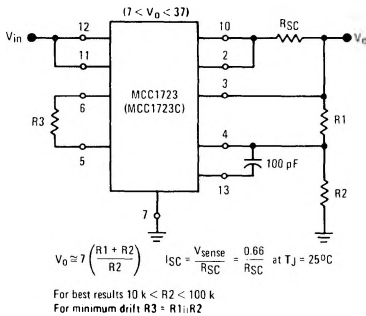 (7 < V₀ < 37)
12
10
RSC
Vin
V₀
11
2
MCC1723
(MCC1723C)
3
6
R3
R1
4
5
100 pF
13
R2
7
V₀ ≅ 7 (R1 + R2 / R2)
ISC = Vsense / RSC = 0.66 / RSC at TJ = 25ºC
For best results 10 k < R2 < 100 k
For minimum drift R3 = R1||R2